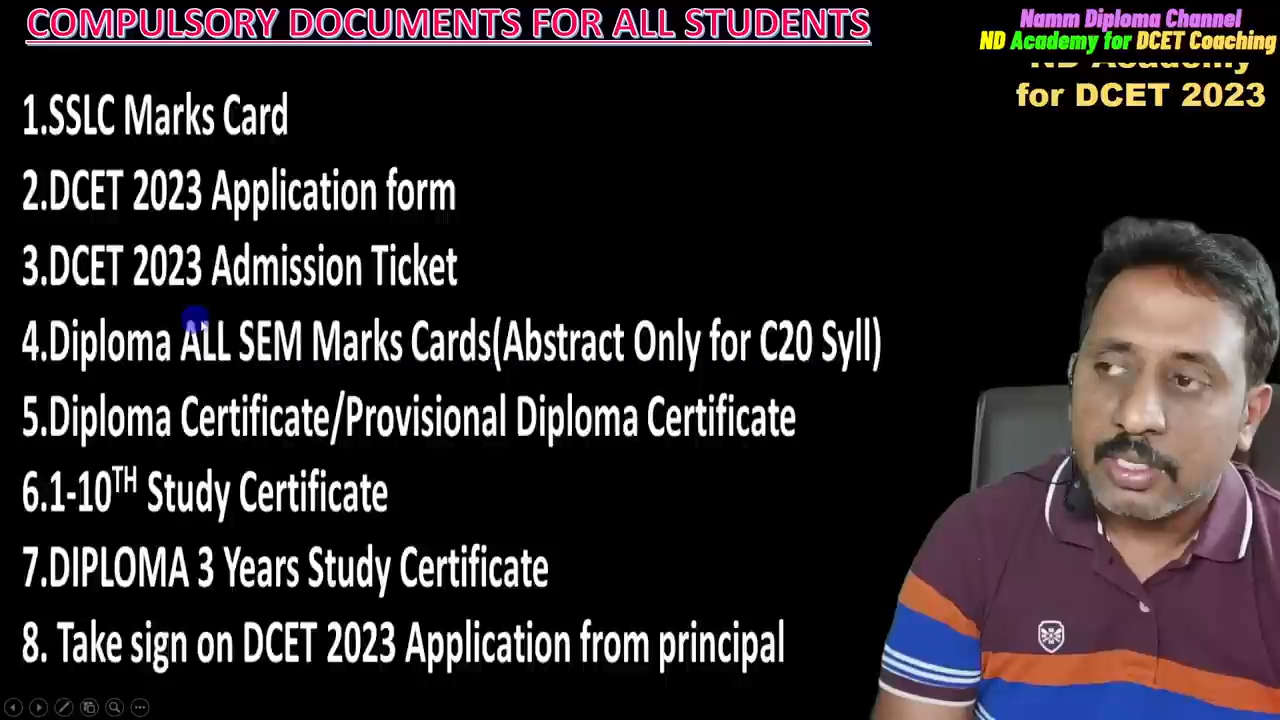 COMPULSORY DOCUMENTS FOR ALL STUDENTS
Namm Diploma Channel
ND Academy for DCET Coaching
ND Academy
for DCET 2023
1.SSLC Marks Card
2.DCET 2023 Application form
3.DCET 2023 Admission Ticket
4.Diploma ALL SEM Marks Cards(Abstract Only for C20 Syll)
5.Diploma Certificate/Provisional Diploma Certificate
6.1-10TH Study Certificate
7.DIPLOMA 3 Years Study Certificate
8. Take sign on DCET 2023 Application from principal